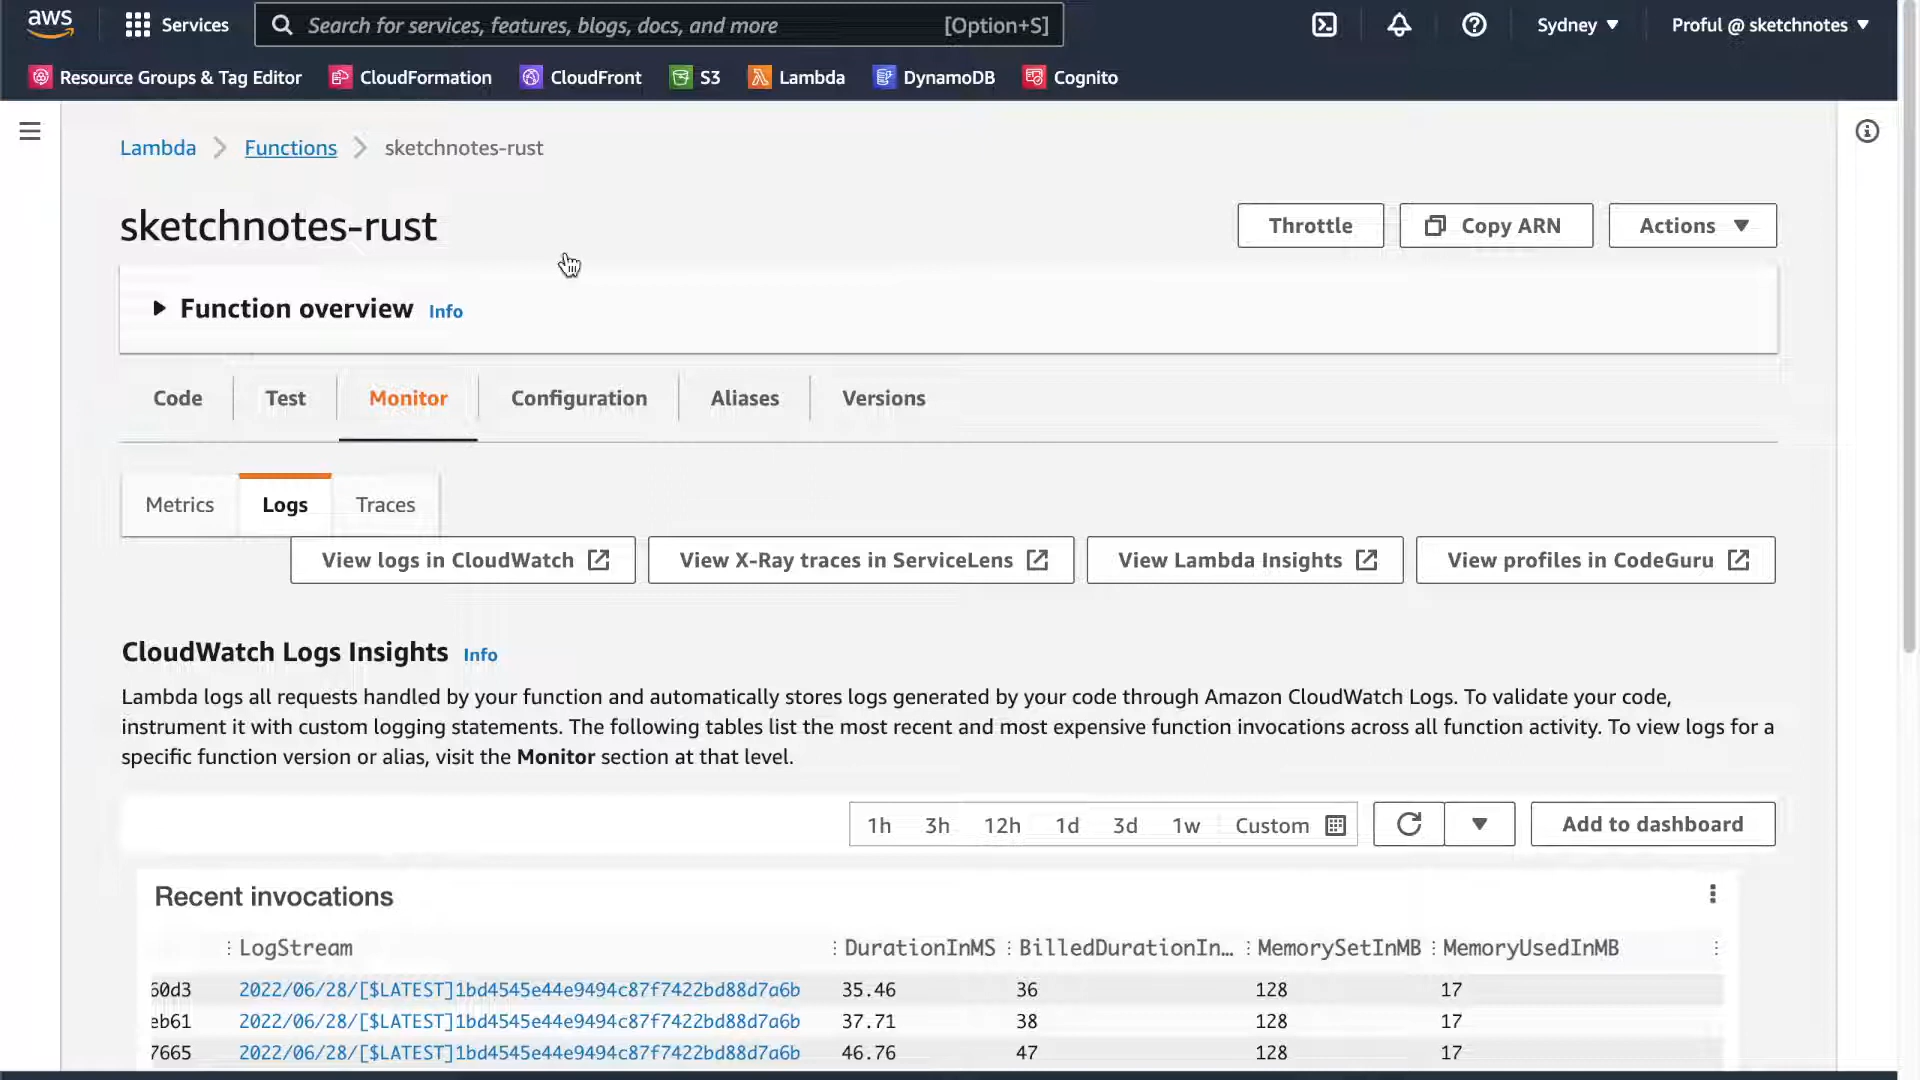 aws
Services
Search for services, features, blogs, docs, and more
[Option+S]
Sydney
Proful @ sketchnotes
Resource Groups & Tag Editor
CloudFormation
CloudFront
S3
Lambda
DynamoDB
Cognito
Lambda
Functions
sketchnotes-rust
sketchnotes-rust
Throttle
Copy ARN
Actions
Function overview
Info
Code
Test
Monitor
Configuration
Aliases
Versions
Metrics
Logs
Traces
View logs in CloudWatch
View X-Ray traces in ServiceLens
View Lambda Insights
View profiles in CodeGuru
CloudWatch Logs Insights
Info
Lambda logs all requests handled by your function and automatically stores logs generated by your code through Amazon CloudWatch Logs. To validate your code,
instrument it with custom logging statements. The following tables list the most recent and most expensive function invocations across all function activity. To view logs for a
specific function version or alias, visit the Monitor section at that level.
1h
3h
12h
1d
3d
1w
Custom
Add to dashboard
Recent invocations
LogStream
DurationInMS
BilledDurationIn...
MemorySetInMB
MemoryUsedInMB
60d3 2022/06/28/[$LATEST]1bd4545e44e9494c87f7422bd88d7a6b 35.46 36 128 17
eb61 2022/06/28/[$LATEST]1bd4545e44e9494c87f7422bd88d7a6b 37.71 38 128 17
7665 2022/06/28/[$LATEST]1bd4545e44e9494c87f7422bd88d7a6b 46.76 47 128 17